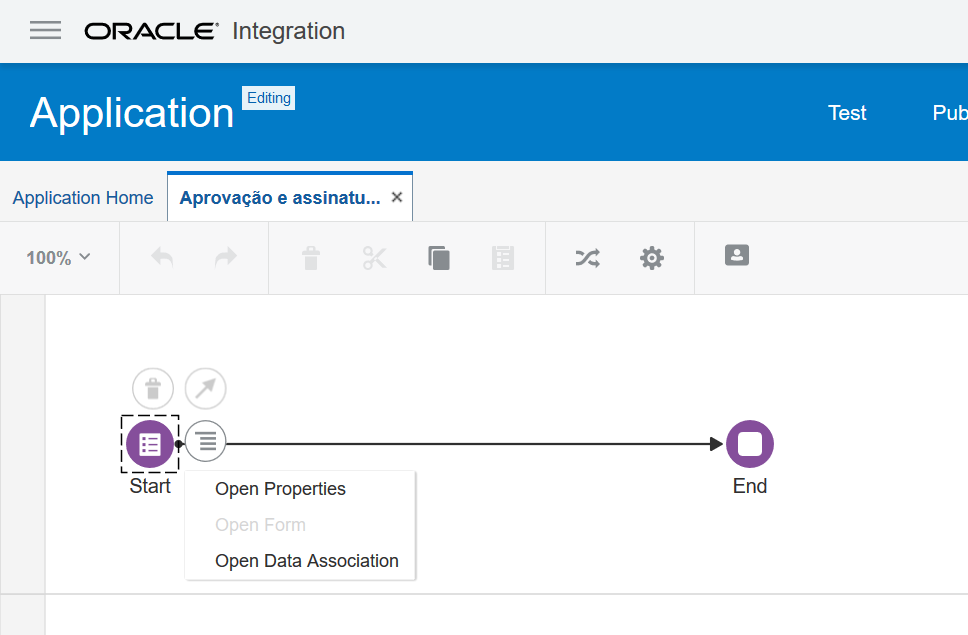 ORACLE® Integration
Application Editing
Test Pub
Application Home Aprovação e assinatu... ×
100%
Start
End
Open Properties
Open Form
Open Data Association